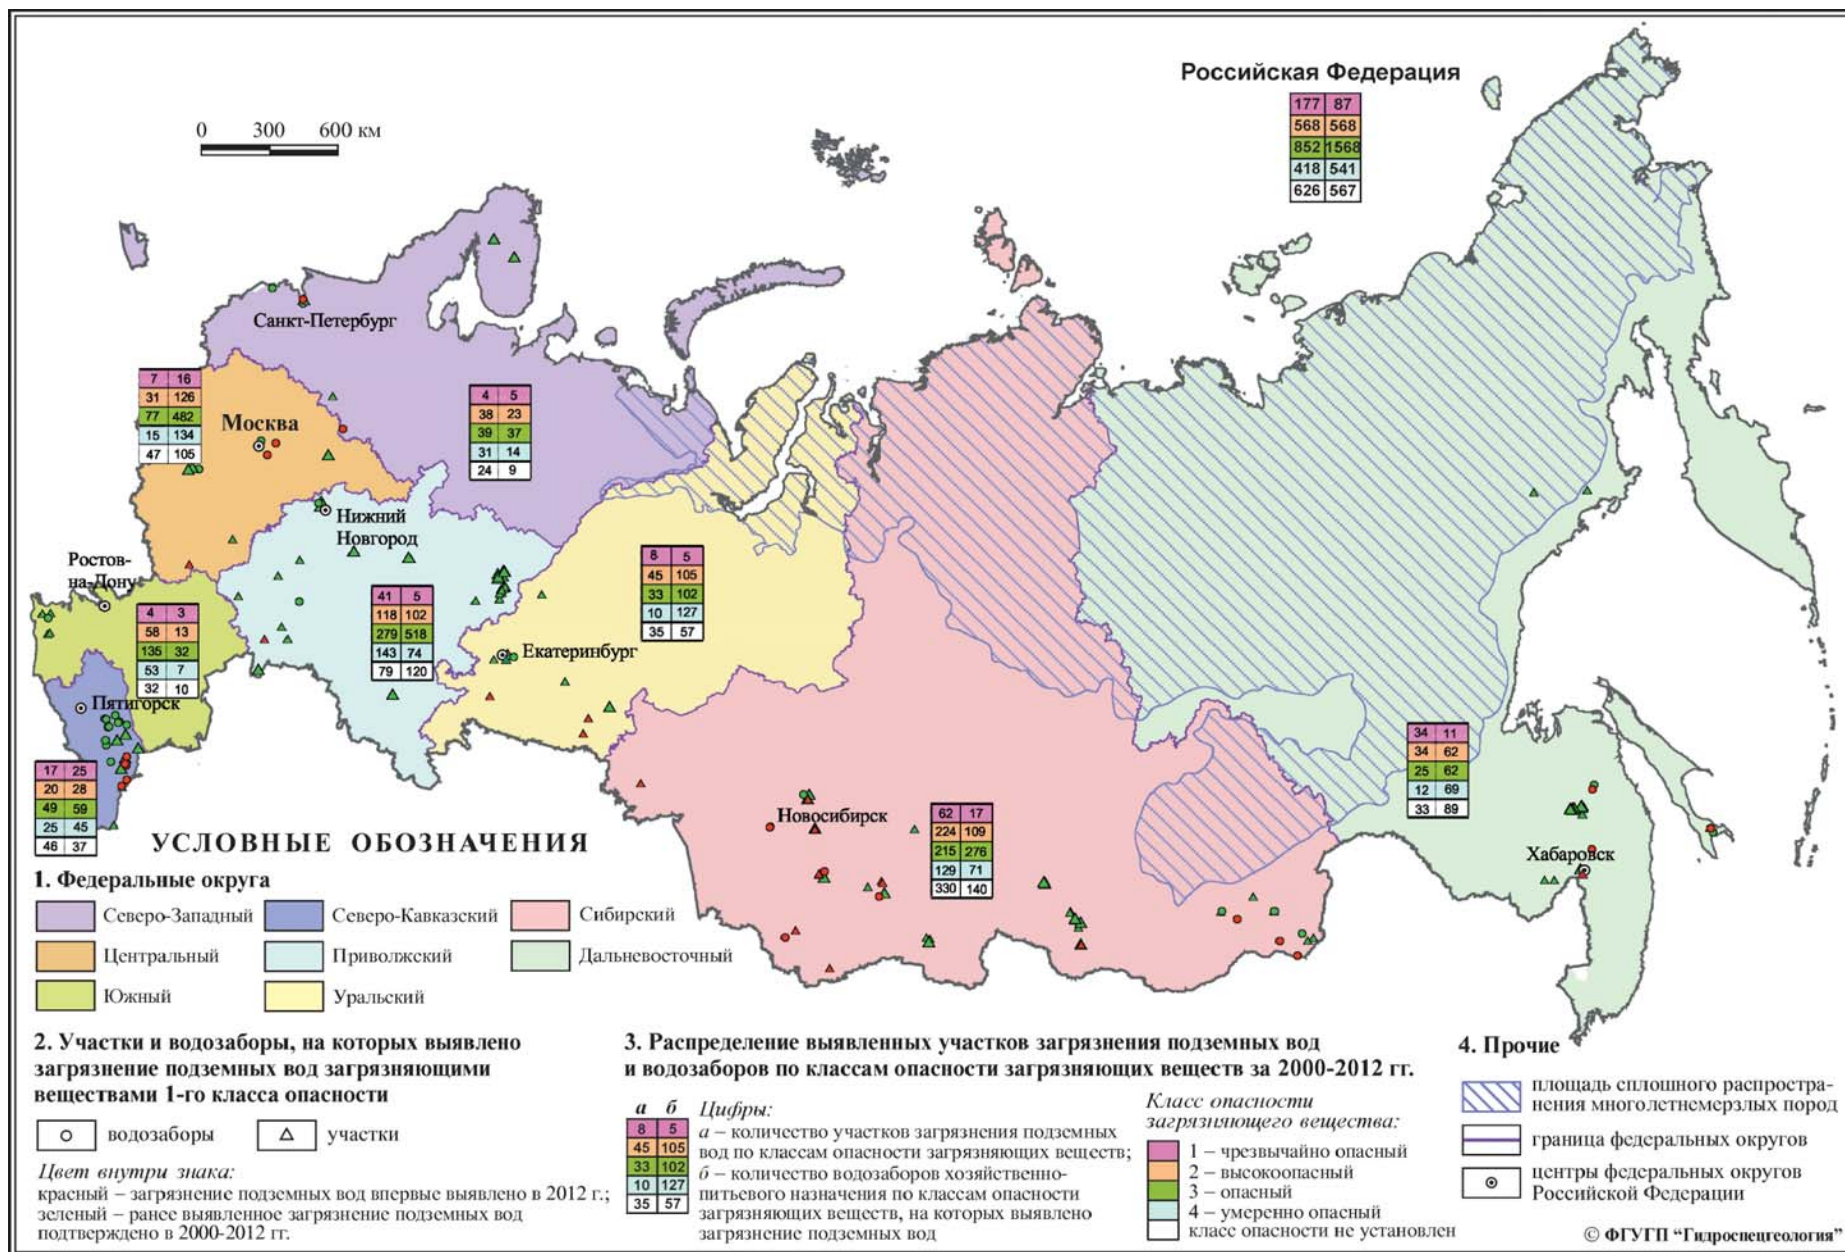 Российская Федерация
177 87
568 568
852 1568
418 541
626 567
0 300 600 км
Санкт-Петербург
7 16
31 126
77 482
15 134
47 105
Москва
4 5
38 23
39 37
31 14
24 9
Нижний
Новгород
Ростов-
на-Дону
8 5
45 105
33 102
10 127
35 57
41 5
118 102
279 518
143 74
79 120
4 3
58 13
135 32
53 7
32 10
Екатеринбург
Пятигорск
17 25
20 28
49 59
25 45
46 37
34 11
34 62
25 62
12 69
33 89
Новосибирск
62 17
224 109
215 276
129 71
330 140
Хабаровск
УСЛОВНЫЕ ОБОЗНАЧЕНИЯ
1. Федеральные округа
Северо-Западный
Северо-Кавказский
Сибирский
Центральный
Приволжский
Дальневосточный
Южный
Уральский
2. Участки и водозаборы, на которых выявлено
загрязнение подземных вод загрязняющими
веществами 1-го класса опасности
водозаборы
участки
Цвет внутри знака:
красный – загрязнение подземных вод впервые выявлено в 2012 г.;
зеленый – ранее выявленное загрязнение подземных вод
подтверждено в 2000-2012 гг.
3. Распределение выявленных участков загрязнения подземных вод
и водозаборов по классам опасности загрязняющих веществ за 2000-2012 гг.
а б
8 5
45 105
33 102
10 127
35 57
Цифры:
а – количество участков загрязнения подземных
вод по классам опасности загрязняющих веществ;
б – количество водозаборов хозяйственно-
питьевого назначения по классам опасности
загрязняющих веществ, на которых выявлено
загрязнение подземных вод
Класс опасности
загрязняющего вещества:
1 – чрезвычайно опасный
2 – высокоопасный
3 – опасный
4 – умеренно опасный
класс опасности не установлен
4. Прочие
площадь сплошного распростра-
нения многолетнемерзлых пород
граница федеральных округов
центры федеральных округов
Российской Федерации
© ФГУГП “Гидроспецгеология”